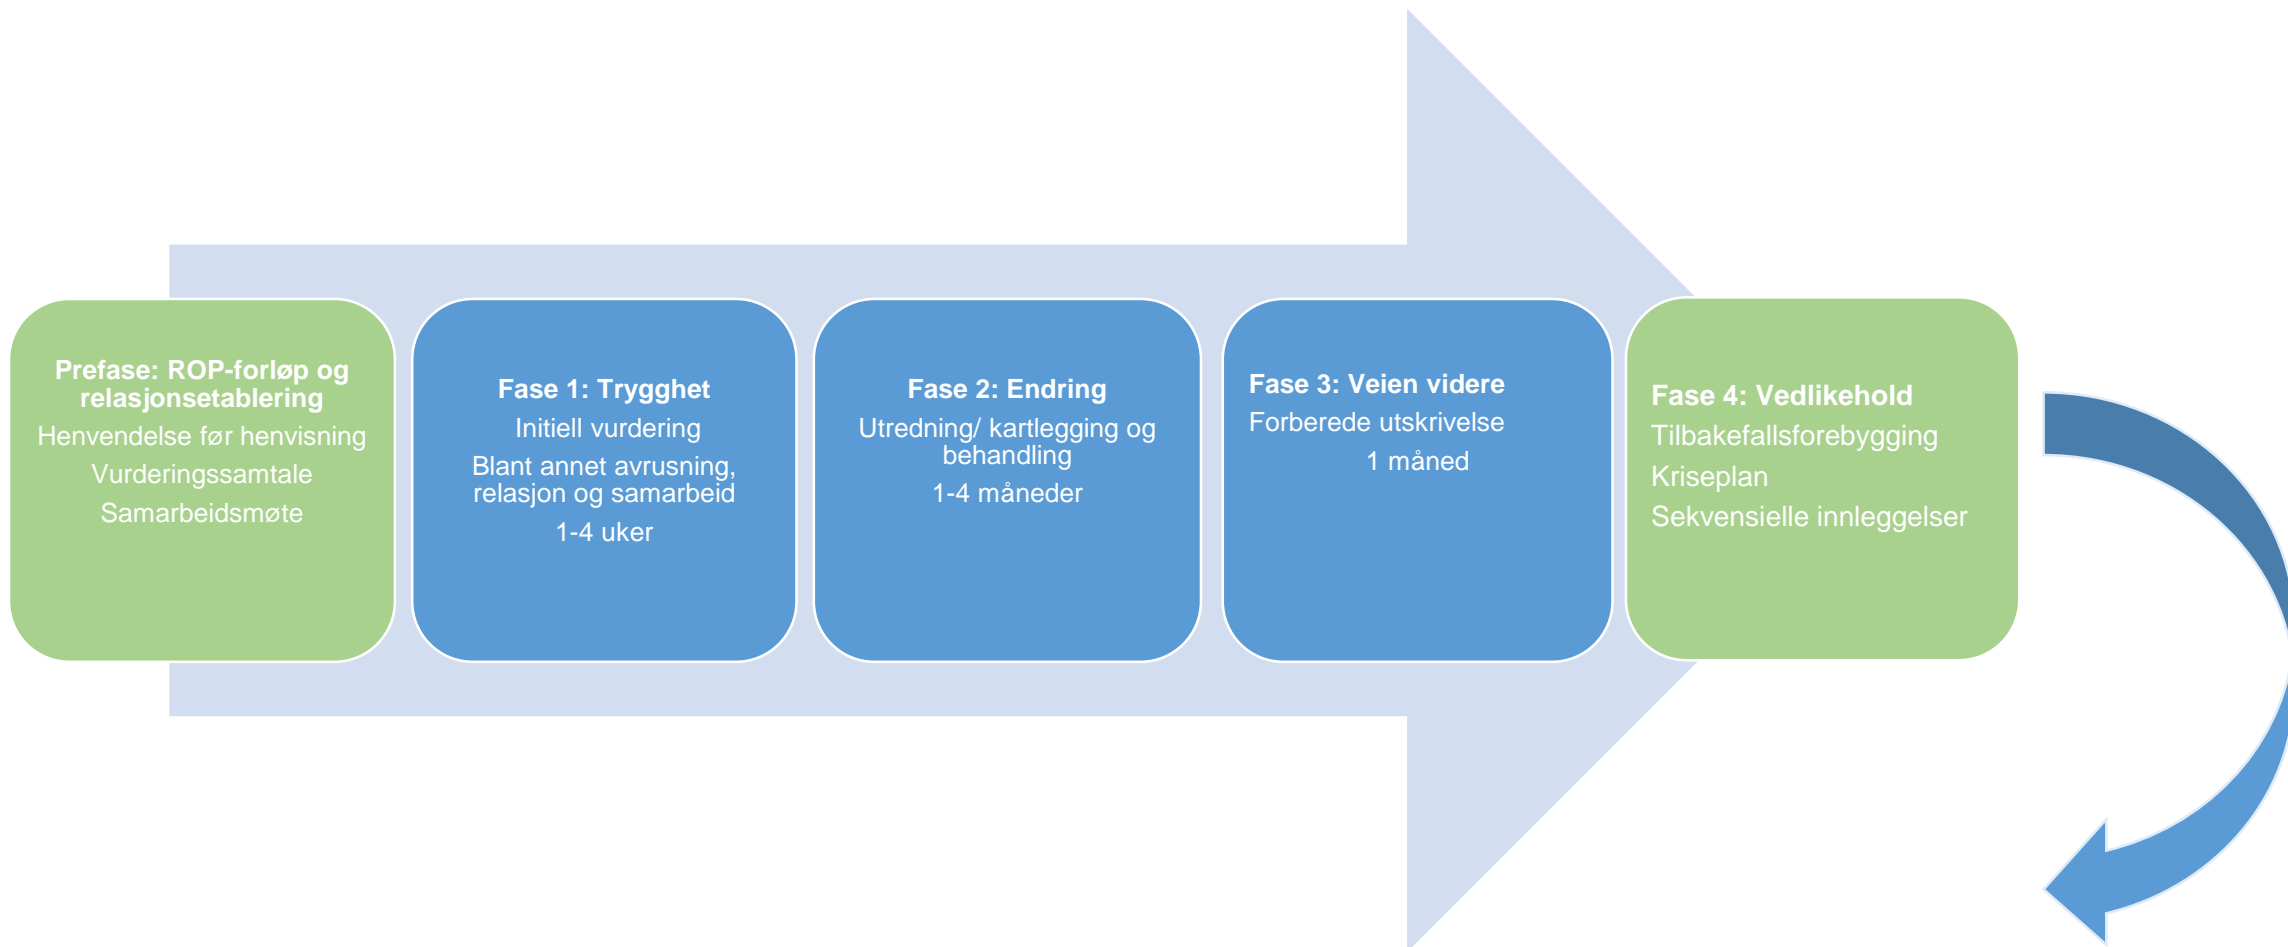 Prefase: ROP-forløp og
relasjonsetablering
Henvendelse før henvisning
Vurderingssamtale
Samarbeidsmøte
Fase 1: Trygghet
Initiell vurdering
Blant annet avrusning,
relasjon og samarbeid
1-4 uker
Fase 2: Endring
Utredning/ kartlegging og
behandling
1-4 måneder
Fase 3: Veien videre
Forberede utskrivelse
1 måned
Fase 4: Vedlikehold
Tilbakefallsforebygging
Kriseplan
Sekvensielle innleggelser